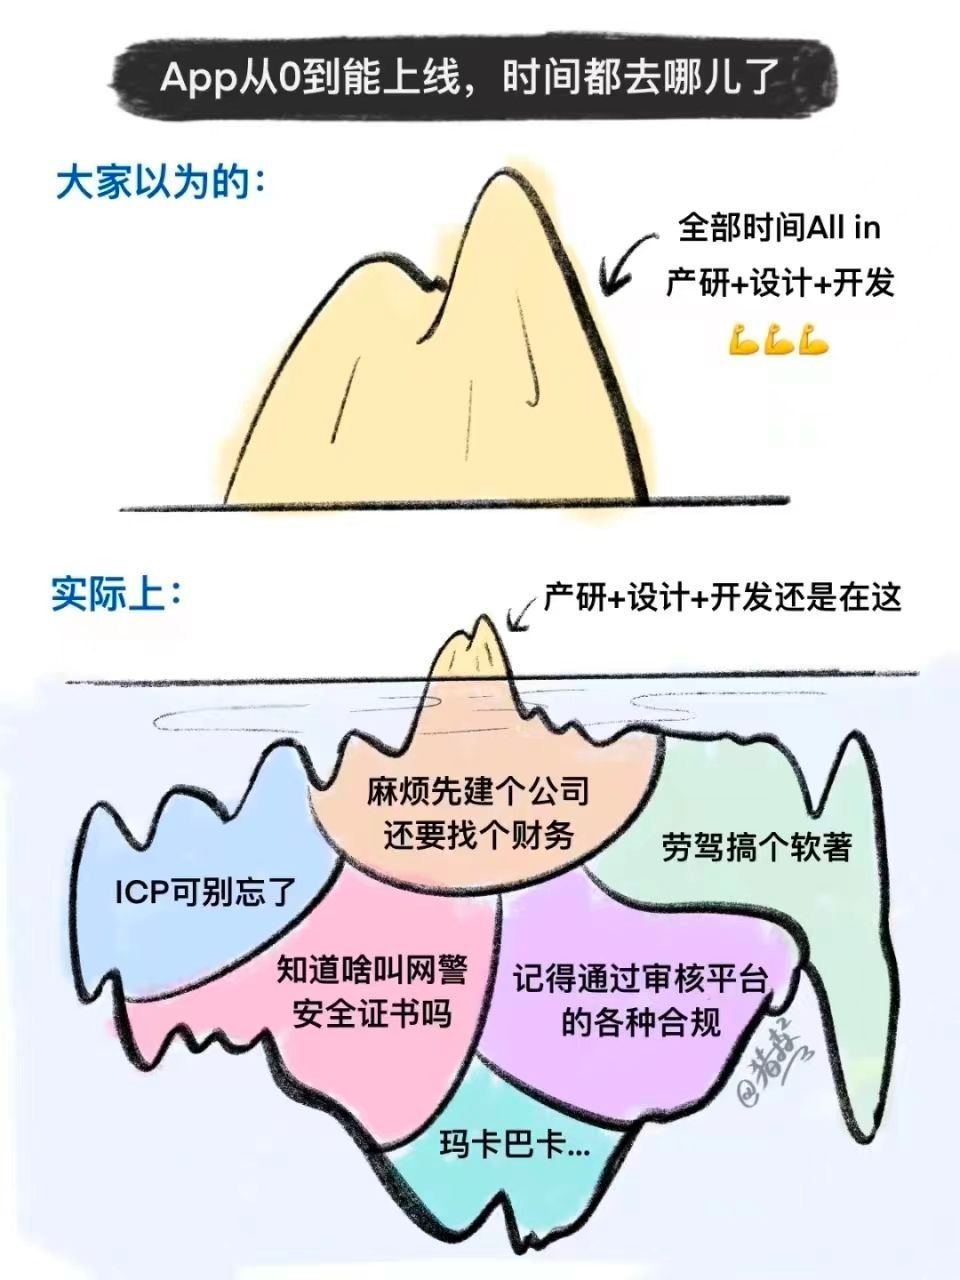 App从0到能上线，时间都去哪儿了
大家以为的：
全部时间All in
产研+设计+开发
💪💪💪
实际上：
产研+设计+开发还是在这
麻烦先建个公司
还要找个财务
劳驾搞个软著
ICP可别忘了
知道啥叫网警
安全证书吗
记得通过审核平台
的各种合规
玛卡巴卡...